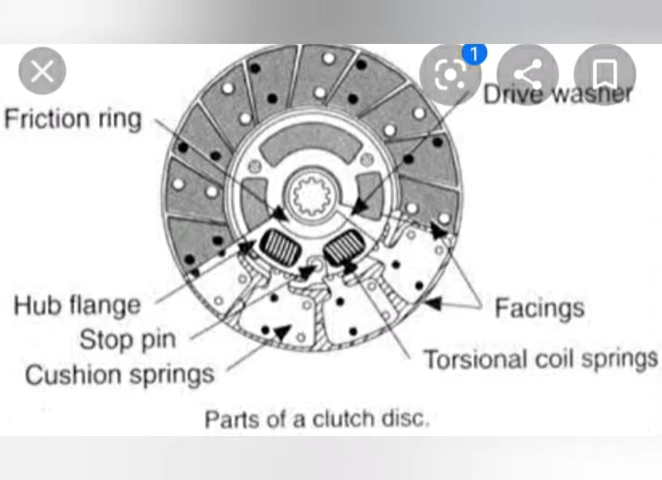 1
Drive washer
Friction ring
Hub flange
Facings
Stop pin
Torsional coil springs
Cushion springs
Parts of a clutch disc.